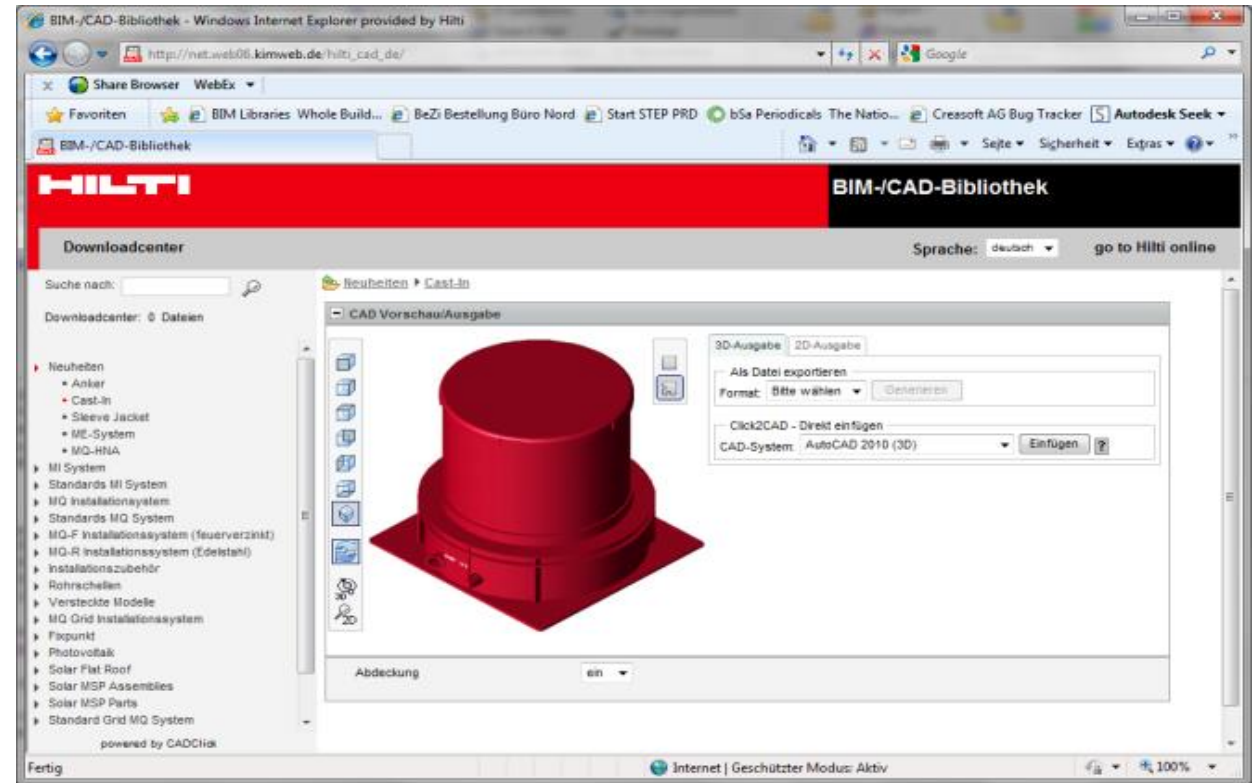 BIM-/CAD-Bibliothek - Windows Internet Explorer provided by Hilti
http://net.web06.kimweb.de/hilti_cad_de/
Google
x Share Browser WebEx
Favoriten BIM Libraries Whole Build... BeZi Bestellung Büro Nord Start STEP PRD bSa Periodicals The Natio... Creasoft AG Bug Tracker Autodesk Seek
BIM-/CAD-Bibliothek
Seite Sicherheit Extras
HILTI
BIM-/CAD-Bibliothek
Downloadcenter
Sprache: deutsch go to Hilti online
Suche nach:
Downloadcenter: 0 Dateien
Neuheiten
Anker
Cast-In
Sleeve Jacket
ME-System
MQ-HNA
MI System
Standards MI System
MQ Installationsystem
Standards MQ System
MQ-F Installationssystem (feuerverzinkt)
MQ-R Installationssystem (Edelstahl)
Installationszubehör
Rohrschellen
Versteckte Modelle
MQ Grid Installationssystem
Fixpunkt
Photovoltaik
Solar Flat Roof
Solar MSP Assemblies
Solar MSP Parts
Standard Grid MQ System
powered by CADClick
Neuheiten Cast-In
CAD Vorschau/Ausgabe
3D
2D
3D-Ausgabe 2D-Ausgabe
Als Datei exportieren
Format: Bitte wählen Generieren
Click2CAD - Direkt einfügen
CAD-System: AutoCAD 2010 (3D) Einfügen ?
Abdeckung ein
Fertig
Internet | Geschützter Modus: Aktiv
100%